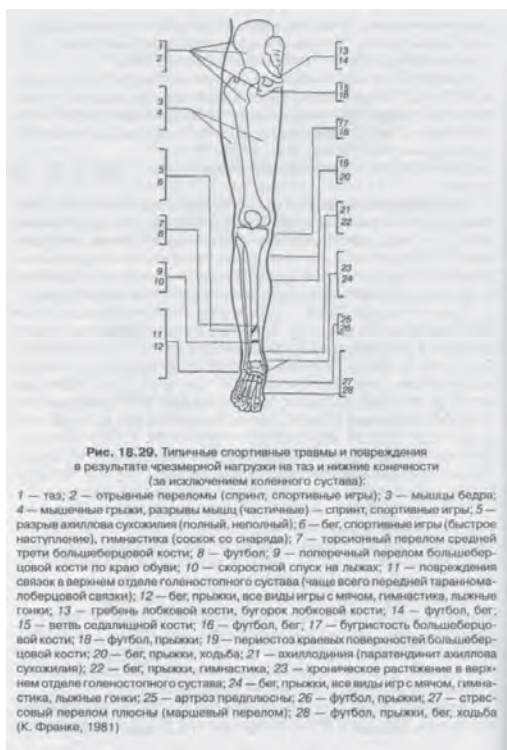 1
2
3
4
5
6
7
8
9
10
11
12
13
14
15
16
17
18
19
20
21
22
23
24
25
26
27
28
Рис. 18.29. Типичные спортивные травмы и повреждения
в результате чрезмерной нагрузки на таз и нижние конечности
(за исключением коленного сустава):
1 — таз; 2 — отрывные переломы (спринт, спортивные игры); 3 — мышцы бедра;
4 — мышечные грыжи, разрывы мышц (частичные) — спринт, спортивные игры; 5 —
разрыв ахиллова сухожилия (полный, неполный); 6 — бег, спортивные игры (быстрое
наступление), гимнастика (соскок со снаряда); 7 — торсионный перелом средней
трети большеберцовой кости; 8 — футбол; 9 — поперечный перелом большебер-
цовой кости по краю обуви; 10 — скоростной спуск на лыжах; 11 — повреждения
связок в верхнем отделе голеностопного сустава (чаще всего передней таранно-ма-
лоберцовой связки); 12 — бег, прыжки, все виды игры с мячом, гимнастика, лыжные
гонки; 13 — гребень лобковой кости, бугорок лобковой кости; 14 — футбол, бег;
15 — ветвь седалищной кости; 16 — футбол, бег; 17 — бугристость большеберцо-
вой кости; 18 — футбол, прыжки; 19 — периостоз краевых поверхностей большебер-
цовой кости; 20 — бег, прыжки, ходьба; 21 — ахиллодиния (паратендинит ахиллова
сухожилия); 22 — бег, прыжки, гимнастика; 23 — хроническое растяжение в верх-
нем отделе голеностопного сустава; 24 — бег, прыжки, все виды игр с мячом, гимна-
стика, лыжные гонки; 25 — артроз предплюсны; 26 — футбол, прыжки; 27 — стрес-
совый перелом плюсны (маршевый перелом); 28 — футбол, прыжки, бег, ходьба
(К. Франке, 1981)